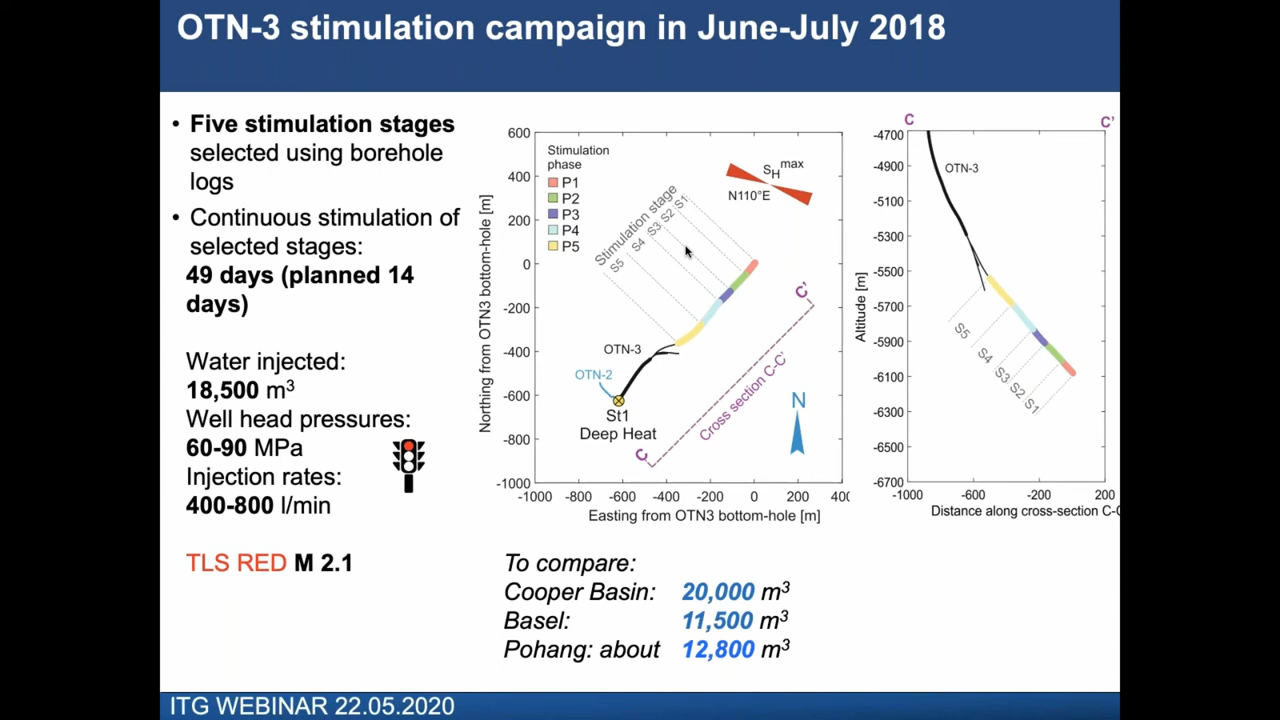 OTN-3 stimulation campaign in June-July 2018
• Five stimulation stages
selected using borehole
logs
• Continuous stimulation of
selected stages:
49 days (planned 14
days)
Water injected:
18,500 m³
Well head pressures:
60-90 MPa
Injection rates:
400-800 l/min
TLS RED M 2.1
Stimulation
phase
P1
P2
P3
P4
P5
Stimulation stage
S5
S4
S3
S2
S1
SH max
N110°E
OTN-3
OTN-2
St1
Deep Heat
C
C'
Cross section C-C'
N
600
400
200
0
-200
-400
-600
-800
-1000
Northing from OTN3 bottom-hole [m]
-1000 -800 -600 -400 -200 0 200
Easting from OTN3 bottom-hole [m]
C C'
OTN-3
-4700
-4900
-5100
-5300
-5500
-5700
-5900
-6100
-6300
-6500
-6700
Altitude [m]
S5
S4
S3
S2
S1
-1000 -600 -200 200
Distance along cross-section
To compare:
Cooper Basin: 20,000 m³
Basel: 11,500 m³
Pohang: about 12,800 m³
ITG WEBINAR 22.05.2020